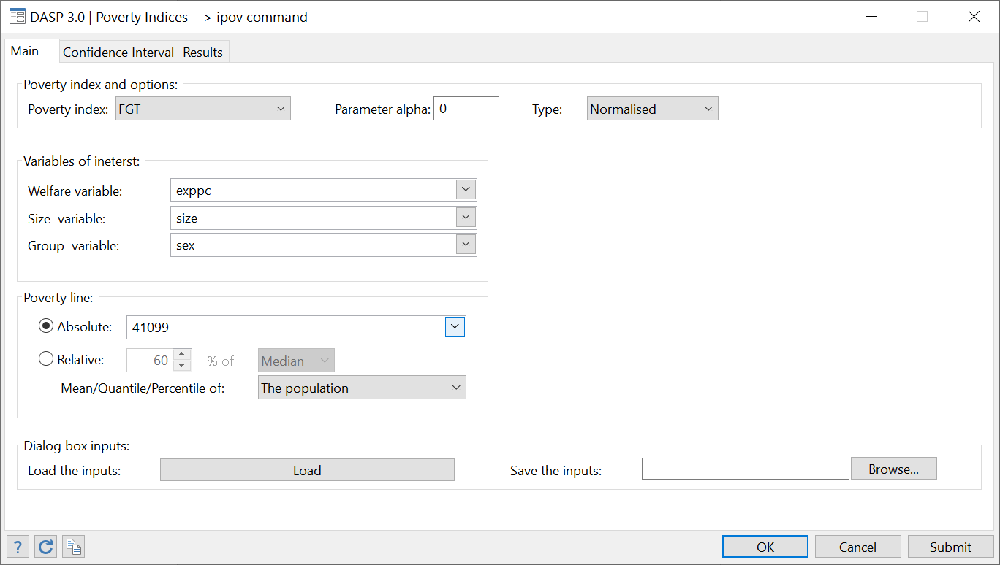 DASP 3.0 | Poverty Indices --> ipov command
Main Confidence Interval Results
Poverty index and options:
Poverty index: FGT Parameter alpha: 0 Type: Normalised
Variables of ineterst:
Welfare variable: exppc
Size variable: size
Group variable: sex
Poverty line:
Absolute: 41099
Relative: 60 % of Median
Mean/Quantile/Percentile of: The population
Dialog box inputs:
Load the inputs: Load Save the inputs: Browse...
? OK Cancel Submit